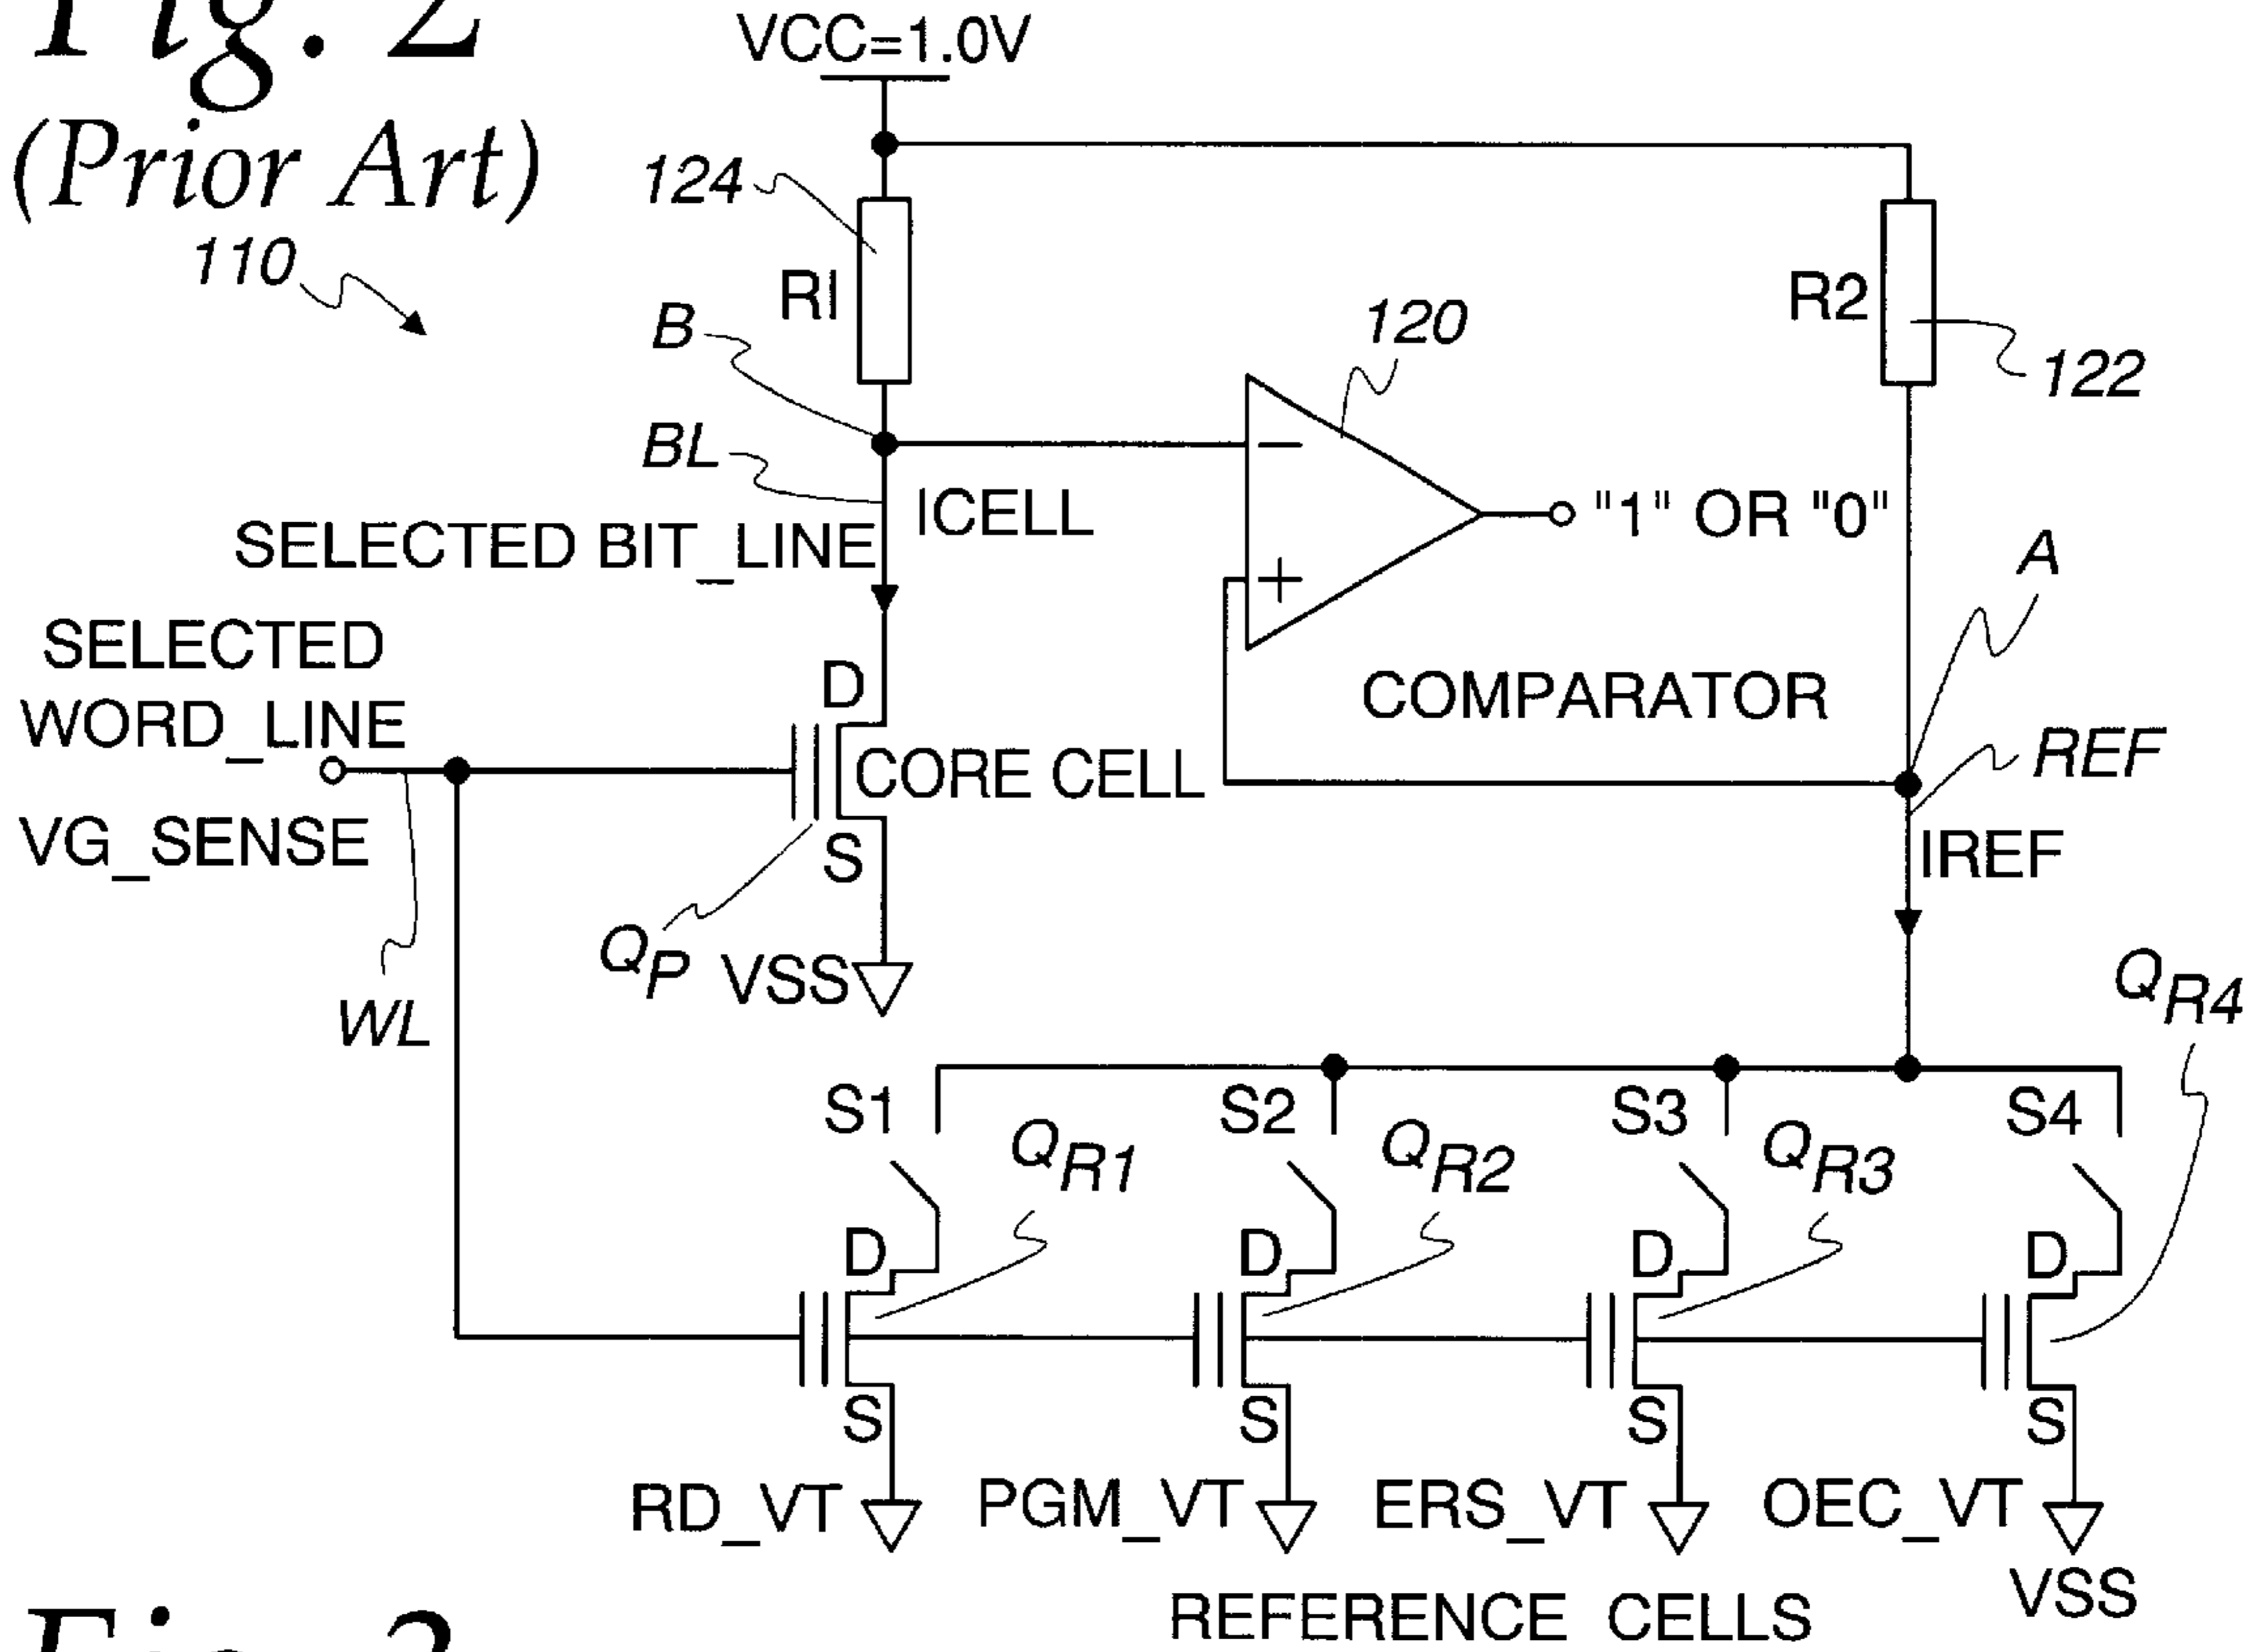 Fig. 2
(Prior Art)
110
VCC=1.0V
124
RI
R2
122
B
120
BL
ICELL
SELECTED BIT_LINE
−
+
"1" OR "0"
A
COMPARATOR
SELECTED
WORD_LINE
VG_SENSE
D
CORE CELL
S
REF
IREF
QP
VSS
WL
QR4
S1
S2
S3
S4
QR1
QR2
QR3
D
D
D
D
S
S
S
S
RD_VT
PGM_VT
ERS_VT
OEC_VT
VSS
REFERENCE CELLS